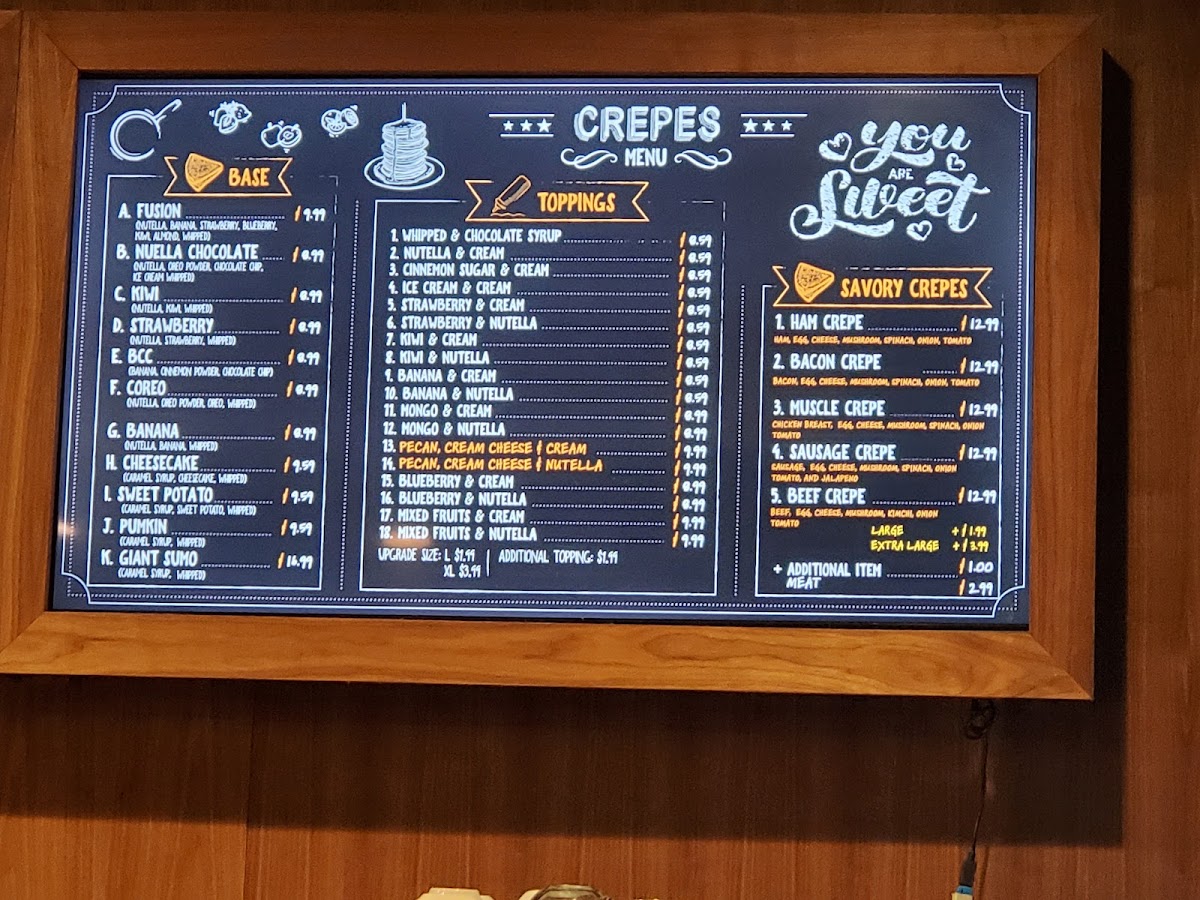 CREPES
MENU
YOU
ARE
Sweet
BASE
A. FUSION $9.99
(NUTELLA, BANANA, STRAWBERRY, BLUEBERRY,
KIWI, ALMOND, WHIPPED)
B. NUELLA CHOCOLATE $8.99
(NUTELLA, OREO POWDER, CHOCOLATE CHIP,
ICE CREAM WHIPPED)
C. KIWI $8.99
(NUTELLA, KIWI, WHIPPED)
D. STRAWBERRY $8.99
(NUTELLA, STRAWBERRY, WHIPPED)
E. BCC $8.99
(BANANA, CINNEMON POWDER, CHOCOLATE CHIP)
F. COREO $8.99
(NUTELLA, OREO POWDER, OREO, WHIPPED)
G. BANANA $8.99
(NUTELLA, BANANA, WHIPPED)
H. CHEESECAKE $9.59
(CARAMEL SYRUP, CHEESECAKE, WHIPPED)
I. SWEET POTATO $9.59
(CARAMEL SYRUP, SWEET POTATO, WHIPPED)
J. PUMKIN $9.59
(CARAMEL SYRUP, WHIPPED)
K. GIANT SUMO $16.99
(CARAMEL SYRUP, WHIPPED)
TOPPINGS
1. WHIPPED & CHOCOLATE SYRUP $8.59
2. NUTELLA & CREAM $8.59
3. CINNEMON SUGAR & CREAM $8.59
4. ICE CREAM & CREAM $8.59
5. STRAWBERRY & CREAM $8.59
6. STRAWBERRY & NUTELLA $8.59
7. KIWI & CREAM $8.59
8. KIWI & NUTELLA $8.59
9. BANANA & CREAM $8.59
10. BANANA & NUTELLA $8.59
11. MONGO & CREAM $8.99
12. MONGO & NUTELLA $8.99
13. PECAN, CREAM CHEESE & CREAM $9.99
14. PECAN, CREAM CHEESE & NUTELLA $9.99
15. BLUEBERRY & CREAM $8.99
16. BLUEBERRY & NUTELLA $8.99
17. MIXED FRUITS & CREAM $9.99
18. MIXED FRUITS & NUTELLA $9.99
UPGRADE SIZE: L $1.99 | ADDITIONAL TOPPING: $1.99
XL $3.99
SAVORY CREPES
1. HAM CREPE $12.99
HAM, EGG, CHEESE, MUSHROOM, SPINACH, ONION, TOMATO
2. BACON CREPE $12.99
BACON, EGG, CHEESE, MUSHROOM, SPINACH, ONION, TOMATO
3. MUSCLE CREPE $12.99
CHICKEN BREAST, EGG, CHEESE, MUSHROOM, SPINACH, ONION
TOMATO
4. SAUSAGE CREPE $12.99
SAUSAGE, EGG, CHEESE, MUSHROOM, SPINACH, ONION
TOMATO, AND JALAPENO
5. BEEF CREPE $12.99
BEEF, EGG, CHEESE, MUSHROOM, KIMCHI, ONION
TOMATO
LARGE +$1.99
EXTRA LARGE +$3.99
+ ADDITIONAL ITEM $1.00
MEAT $2.99